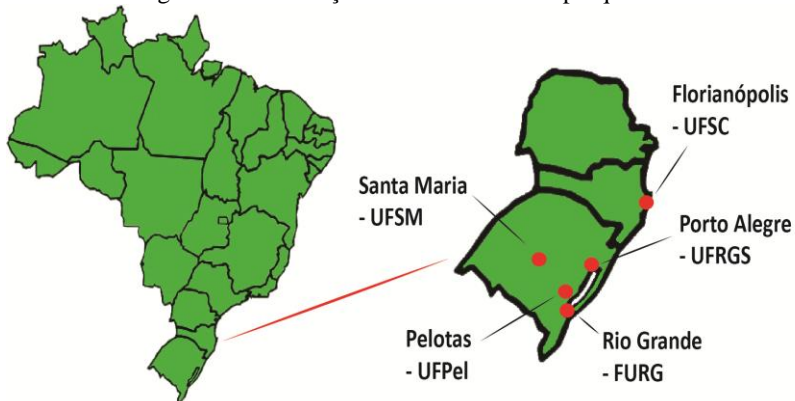 Florianópolis
- UFSC
Santa Maria
- UFSM
Porto Alegre
- UFRGS
Pelotas
- UFPel
Rio Grande
- FURG